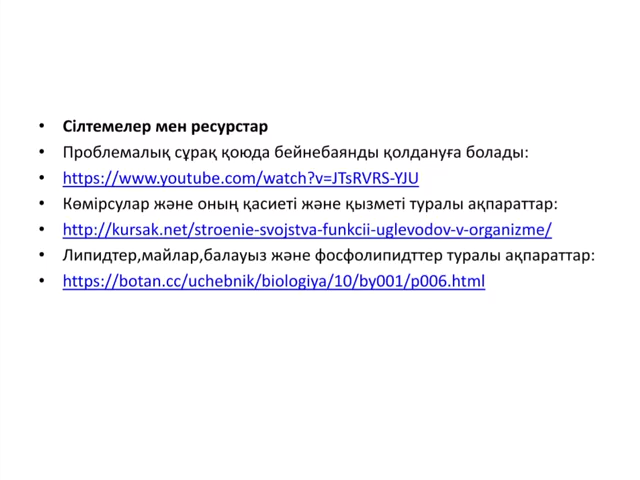 • Сілтемелер мен ресурстар
• Проблемалық сұрақ қоюда бейнебаянды қолдануға болады:
• https://www.youtube.com/watch?v=JTsRVRS-YJU
• Көмірсулар және оның қасиеті және қызметі туралы ақпараттар:
• http://kursak.net/stroenie-svojstva-funkcii-uglevodov-v-organizme/
• Липидтер,майлар,балауыз және фосфолипидттер туралы ақпараттар:
• https://botan.cc/uchebnik/biologiya/10/by001/p006.html